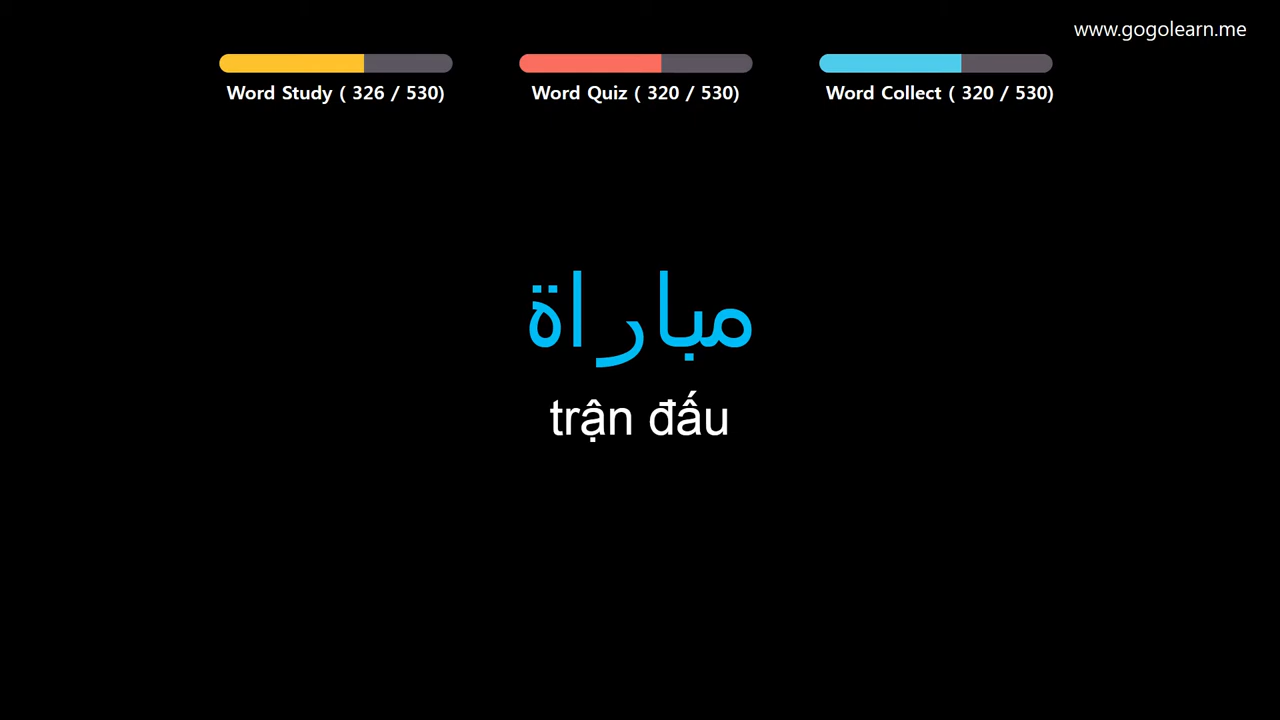 www.gogolearn.me
Word Study ( 326 / 530)
Word Quiz ( 320 / 530)
Word Collect ( 320 / 530)
مباراة
trận đấu